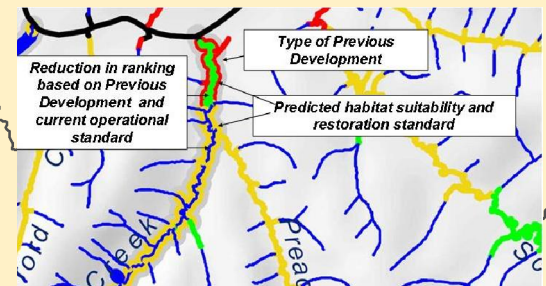 Type of Previous
Development
Reduction in ranking
based on Previous
Development and
current operational
standard
Predicted habitat suitability and
restoration standard
Creek